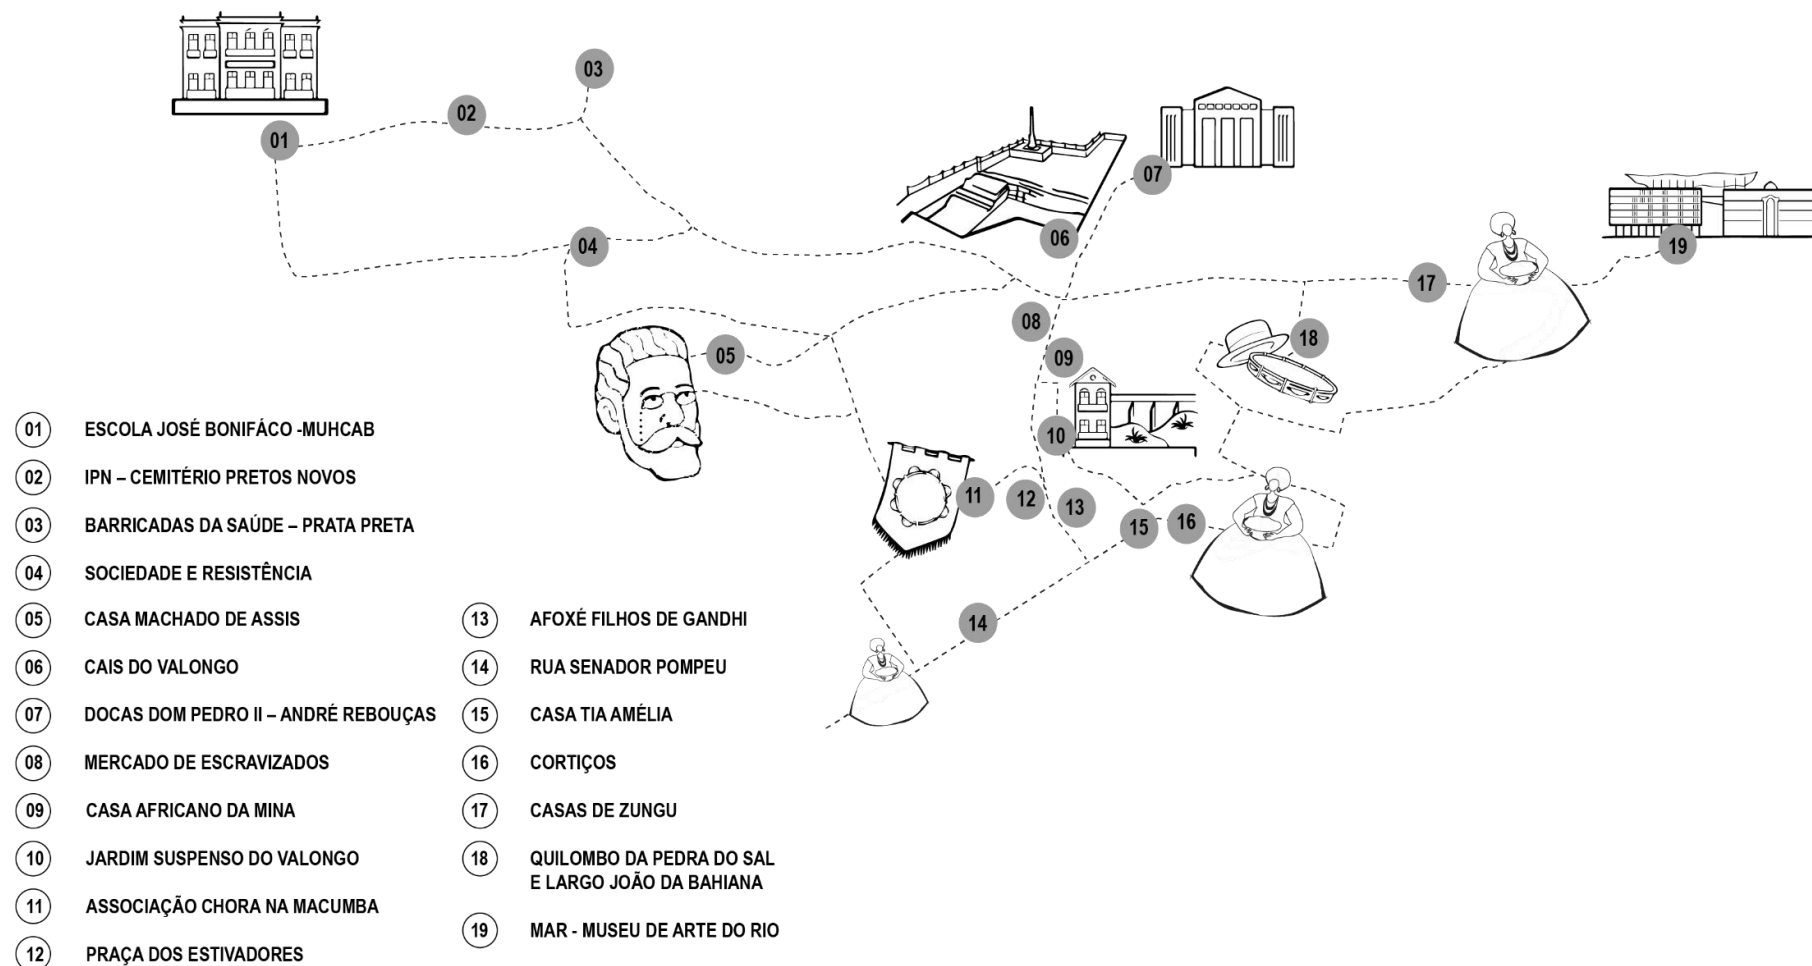 03
02
01
07
06
04
19
17
08
18
09
05
10
11
12
13
15
16
14
01 ESCOLA JOSÉ BONIFÁCO -MUHCAB
02 IPN – CEMITÉRIO PRETOS NOVOS
03 BARRICADAS DA SAÚDE – PRATA PRETA
04 SOCIEDADE E RESISTÊNCIA
05 CASA MACHADO DE ASSIS
06 CAIS DO VALONGO
07 DOCAS DOM PEDRO II – ANDRÉ REBOUÇAS
08 MERCADO DE ESCRAVIZADOS
09 CASA AFRICANO DA MINA
10 JARDIM SUSPENSO DO VALONGO
11 ASSOCIAÇÃO CHORA NA MACUMBA
12 PRAÇA DOS ESTIVADORES
13 AFOXÉ FILHOS DE GANDHI
14 RUA SENADOR POMPEU
15 CASA TIA AMÉLIA
16 CORTIÇOS
17 CASAS DE ZUNGU
18 QUILOMBO DA PEDRA DO SAL
E LARGO JOÃO DA BAHIANA
19 MAR - MUSEU DE ARTE DO RIO